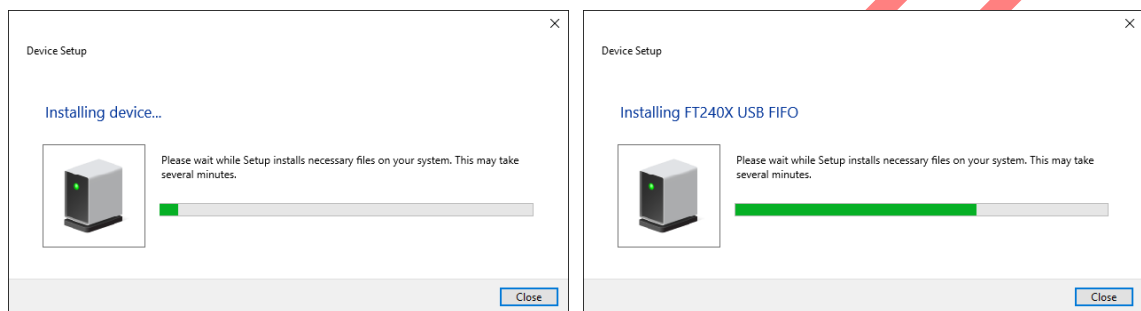 Device Setup
Installing device...
Please wait while Setup installs necessary files on your system. This may take
several minutes.
Close
Device Setup
Installing FT240X USB FIFO
Please wait while Setup installs necessary files on your system. This may take
several minutes.
Close